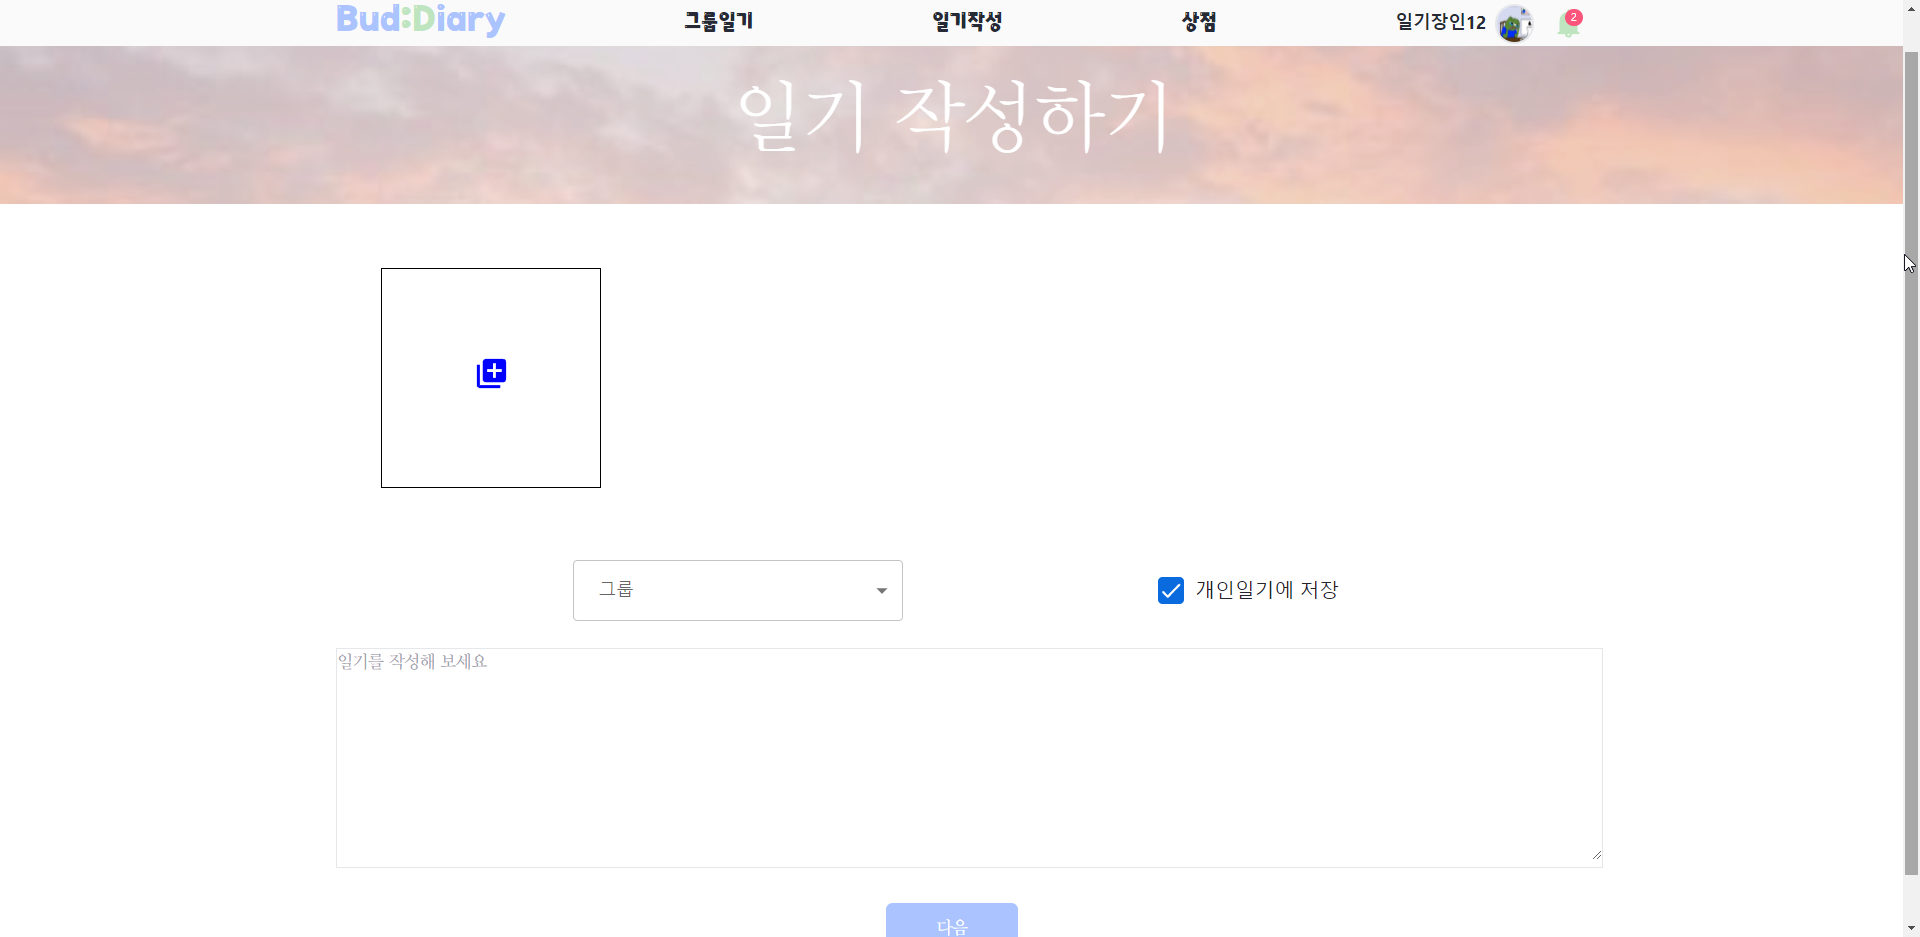 Bud:Diary 그룹일기 일기작성 상점 일기장인12 2
일기 작성하기
그룹 개인일기에 저장
일기를 작성해 보세요
다음